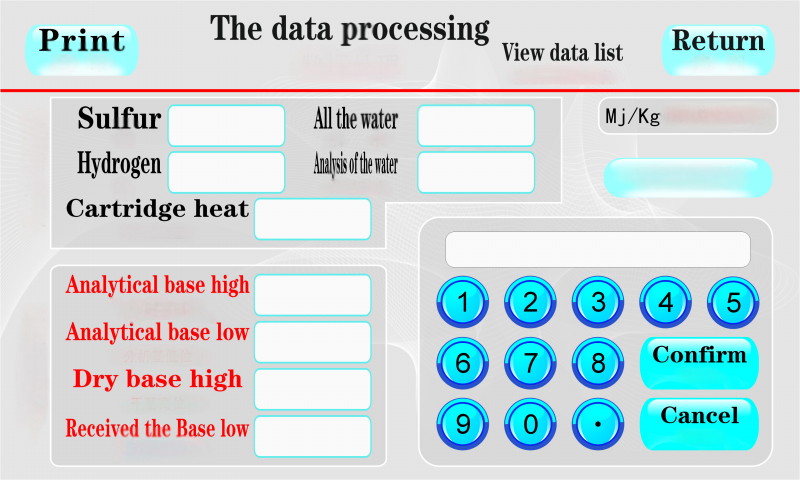 The data processing
Print
View data list
Return
Sulfur
All the water
Mj/Kg
Hydrogen
Analysis of the water
Cartridge heat
Analytical base high
1 2 3 4 5
Analytical base low
6 7 8 Confirm
Dry base high
9 0 . Cancel
Received the Base low